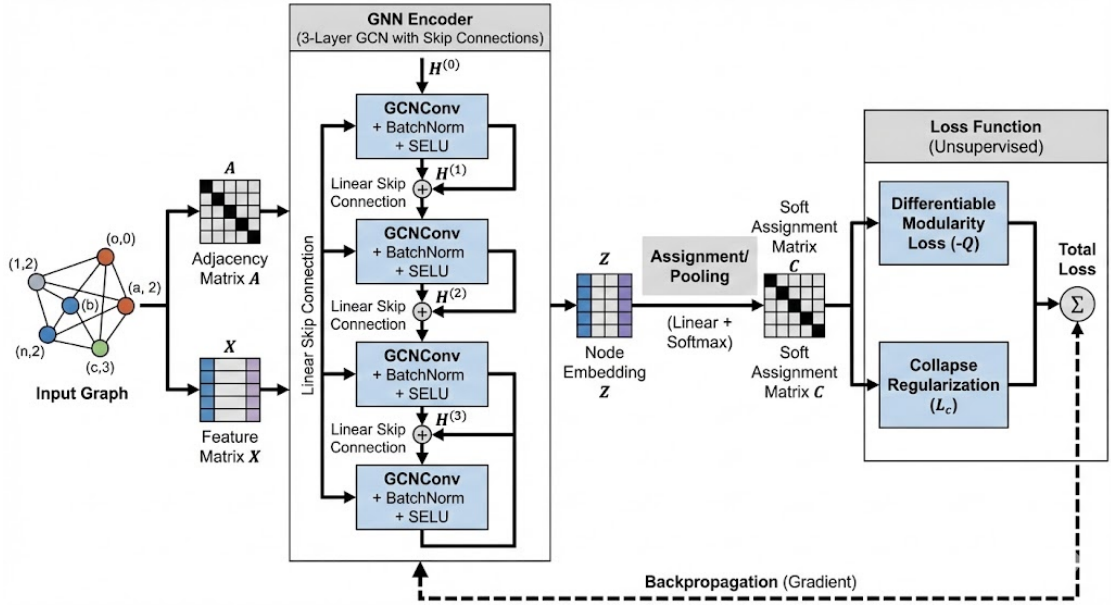 GNN Encoder
(3-Layer GCN with Skip Connections)
H(0)
GCNConv
+ BatchNorm
+ SELU
H(1)
Linear Skip
Connection
+
GCNConv
+ BatchNorm
+ SELU
H(2)
Linear Skip
Connection
+
GCNConv
+ BatchNorm
+ SELU
H(3)
Linear Skip
Connection
+
GCNConv
+ BatchNorm
+ SELU
Linear Skip Connection
A
Adjacency
Matrix A
X
Feature
Matrix X
(o,0)
(1,2)
(a, 2)
(b)
(n,2)
(c,3)
Input Graph
Z
Node
Embedding
Z
Assignment/
Pooling
(Linear +
Softmax)
Soft
Assignment
Matrix
C
Soft
Assignment
Matrix C
Loss Function
(Unsupervised)
Differentiable
Modularity
Loss (-Q)
Collapse
Regularization
(Lc)
Total
Loss
Σ
Backpropagation (Gradient)